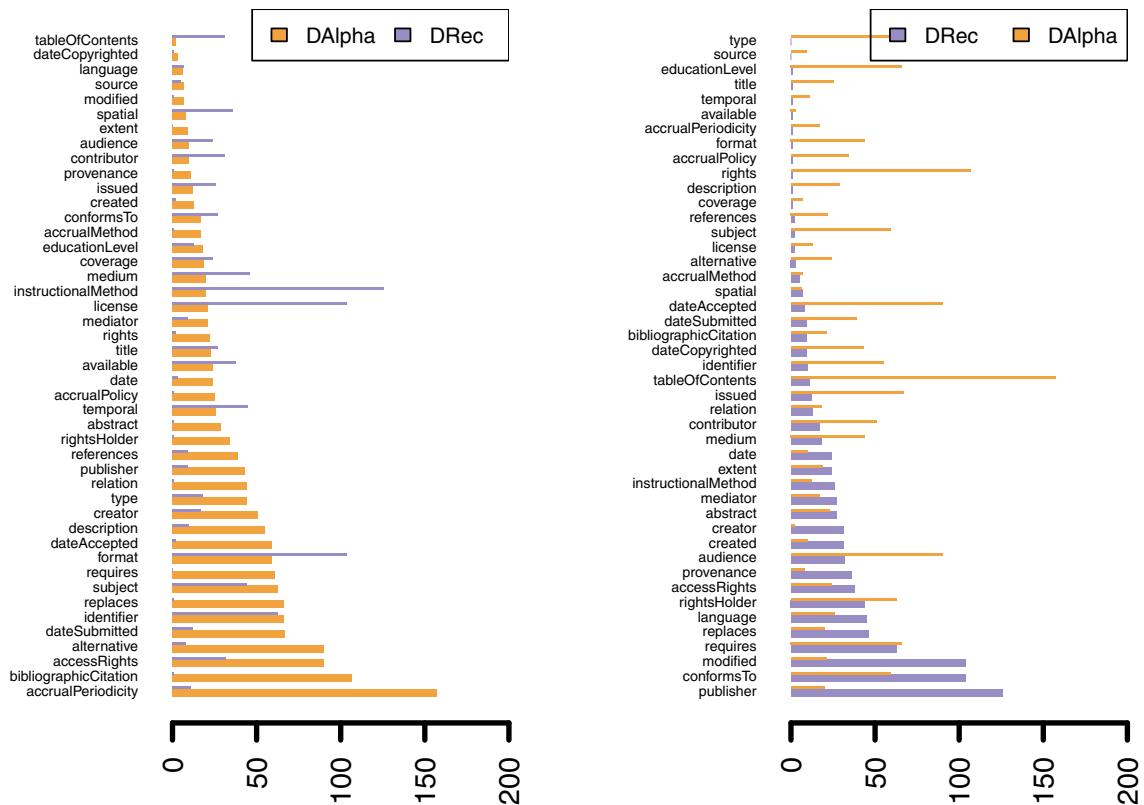 DAlpha DRec
tableOfContents
dateCopyrighted
language
source
modified
spatial
extent
audience
contributor
provenance
issued
created
conformsTo
accrualMethod
educationLevel
coverage
medium
instructionalMethod
license
mediator
rights
title
available
date
accrualPolicy
temporal
abstract
rightsHolder
references
publisher
relation
type
creator
description
dateAccepted
format
requires
subject
replaces
identifier
dateSubmitted
alternative
accessRights
bibliographicCitation
accrualPeriodicity
0 50 100 150 200
DRec DAlpha
type
source
educationLevel
title
temporal
available
accrualPeriodicity
format
accrualPolicy
rights
description
coverage
references
subject
license
alternative
accrualMethod
spatial
dateAccepted
dateSubmitted
bibliographicCitation
dateCopyrighted
identifier
tableOfContents
issued
relation
contributor
medium
date
extent
instructionalMethod
mediator
abstract
creator
created
audience
provenance
accessRights
rightsHolder
language
replaces
requires
modified
conformsTo
publisher
0 50 100 150 200